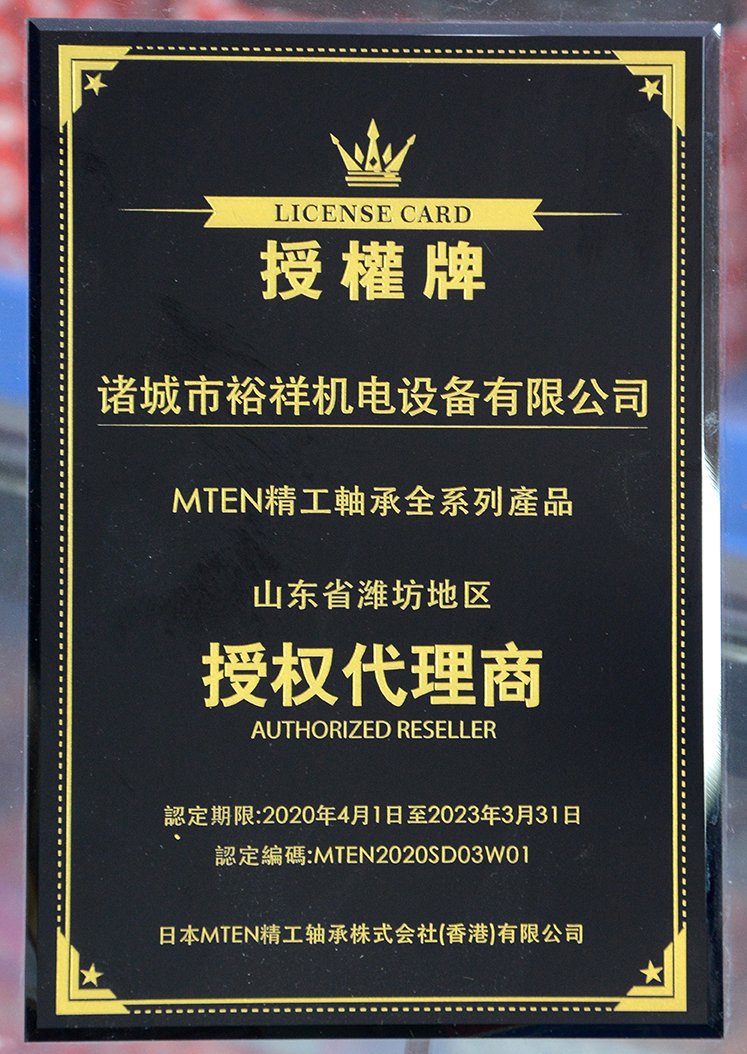 LICENSE CARD
授權牌
诸城市裕祥机电设备有限公司
MTEN精工軸承全系列產品
山东省潍坊地区
授权代理商
AUTHORIZED RESELLER
認定期限:2020年4月1日至2023年3月31日
認定編碼:MTEN2020SD03W01
日本MTEN精工轴承株式会社(香港)有限公司